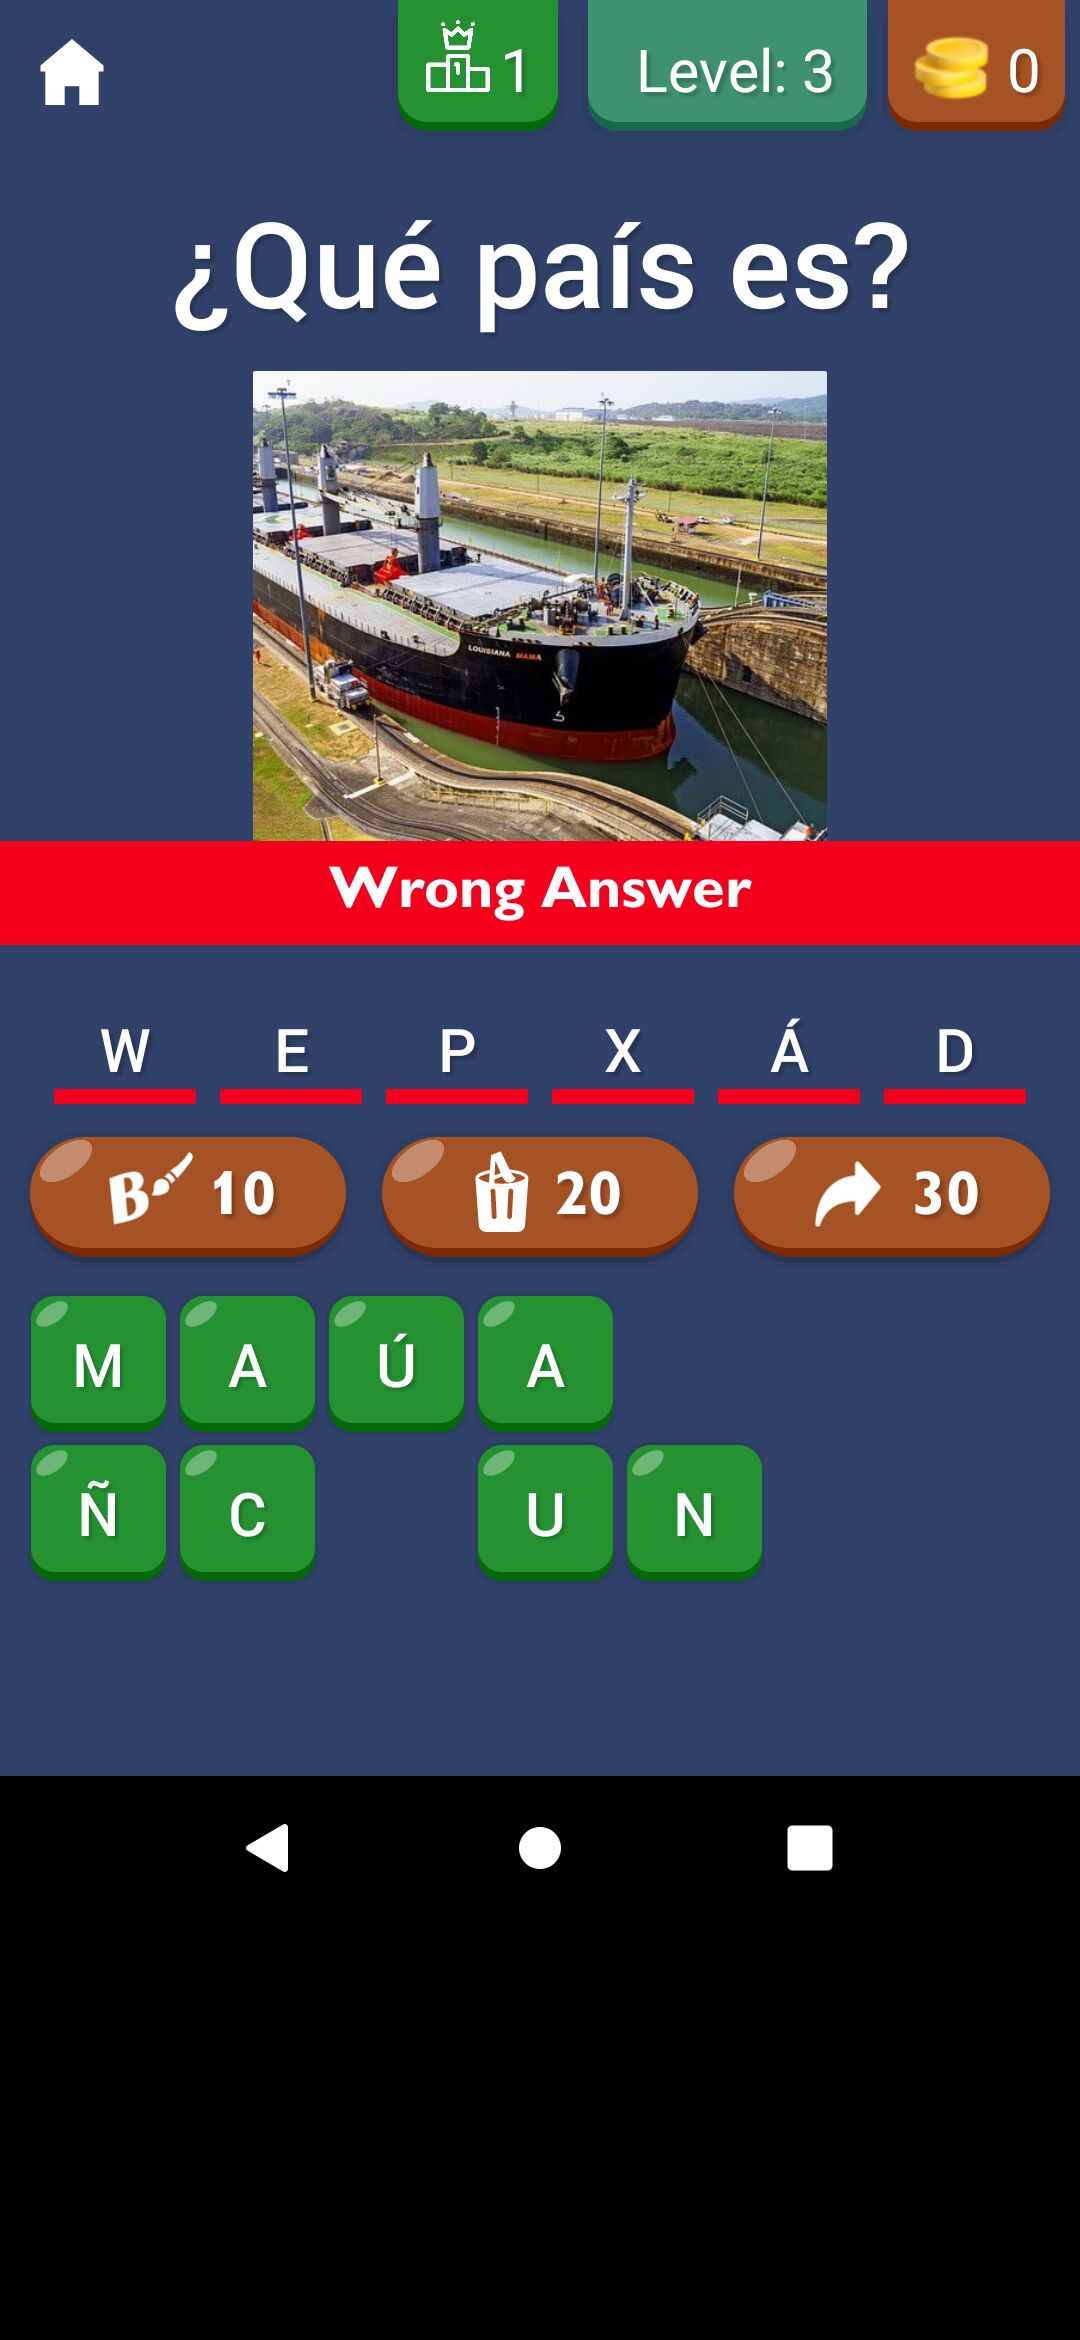 1 Level: 3 0
¿Qué país es?
LOUISIANA MAMA
Wrong Answer
W E P X Á D
B 10 20 30
M A Ú A
Ñ C U N